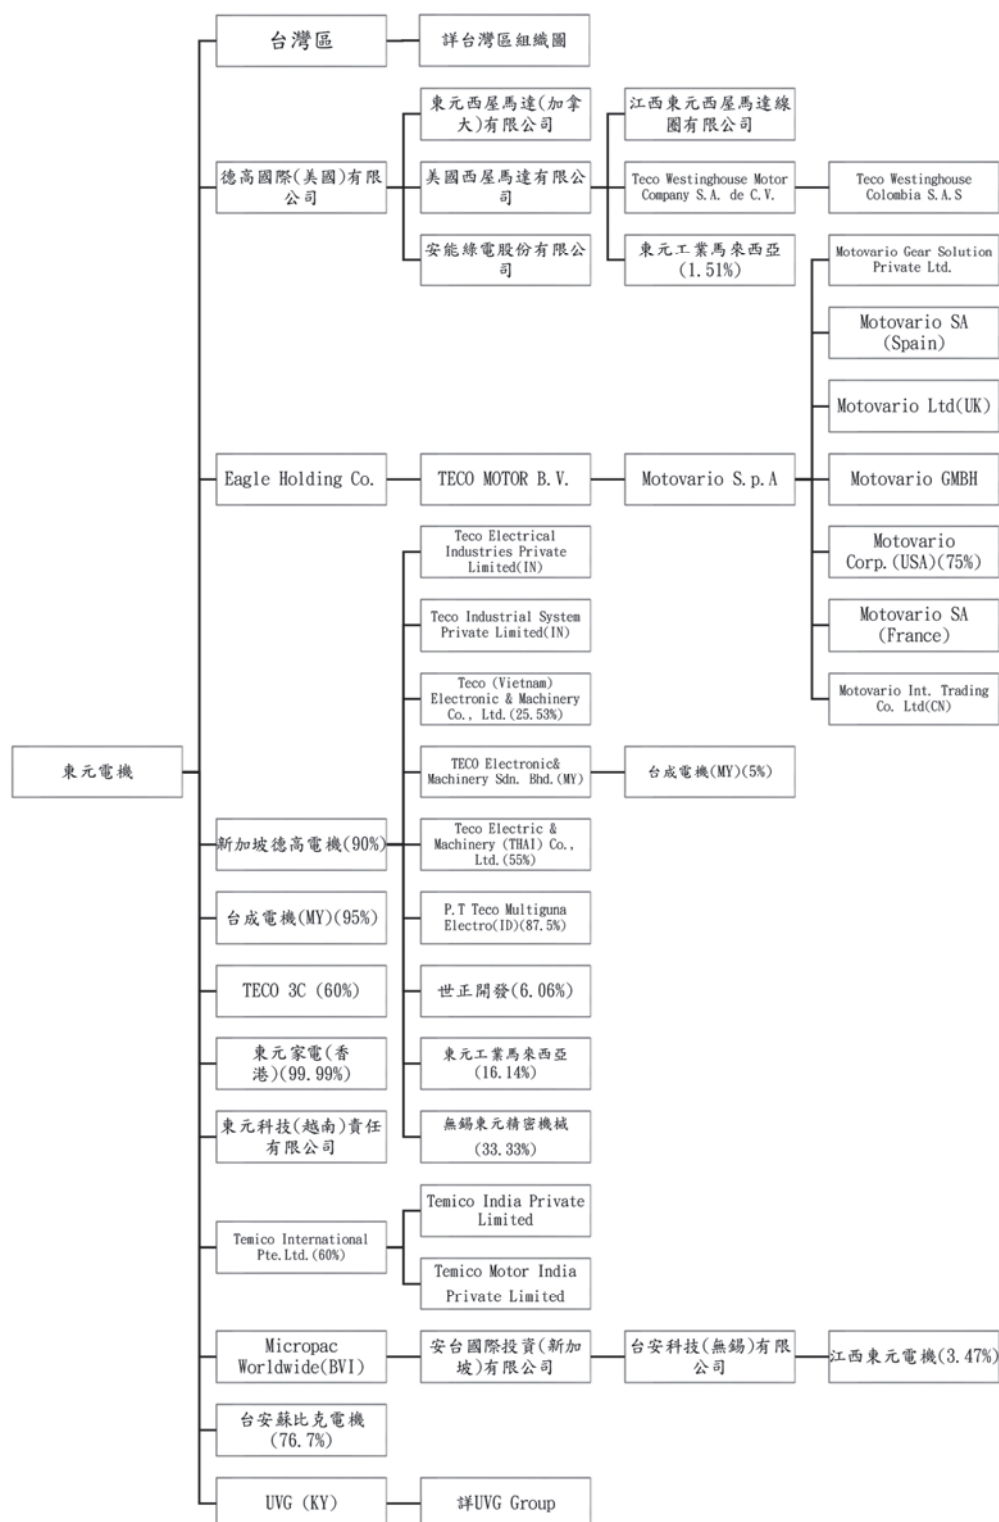 台灣區
詳台灣區組織圖
東元西屋馬達(加拿
大)有限公司
江西東元西屋馬達線
圈有限公司
德高國際(美國)有限
公司
美國西屋馬達有限公
司
Teco Westinghouse Motor
Company S.A. de C.V.
Teco Westinghouse
Colombia S.A.S
安能綠電股份有限公
司
東元工業馬來西亞
(1.51%)
Motovario Gear Solution
Private Ltd.
Motovario SA
(Spain)
Motovario Ltd(UK)
Eagle Holding Co.
TECO MOTOR B.V.
Motovario S.p.A
Motovario GMBH
Teco Electrical
Industries Private
Limited(IN)
Motovario
Corp.(USA)(75%)
Teco Industrial System
Private Limited(IN)
Motovario SA
(France)
Teco (Vietnam)
Electronic & Machinery
Co., Ltd.(25.53%)
Motovario Int. Trading
Co. Ltd(CN)
東元電機
TECO Electronic&
Machinery Sdn. Bhd.(MY)
台成電機(MY)(5%)
新加坡德高電機(90%)
Teco Electric &
Machinery (THAI) Co.,
Ltd.(55%)
台成電機(MY)(95%)
P.T Teco Multiguna
Electro(ID)(87.5%)
TECO 3C (60%)
世正開發(6.06%)
東元家電(香
港)(99.99%)
東元工業馬來西亞
(16.14%)
東元科技(越南)責任
有限公司
無錫東元精密機械
(33.33%)
Temico International
Pte.Ltd.(60%)
Temico India Private
Limited
Temico Motor India
Private Limited
Micropac
Worldwide(BVI)
安台國際投資(新加
坡)有限公司
台安科技(無錫)有限
公司
江西東元電機(3.47%)
台安蘇比克電機
(76.7%)
UVG (KY)
詳UVG Group